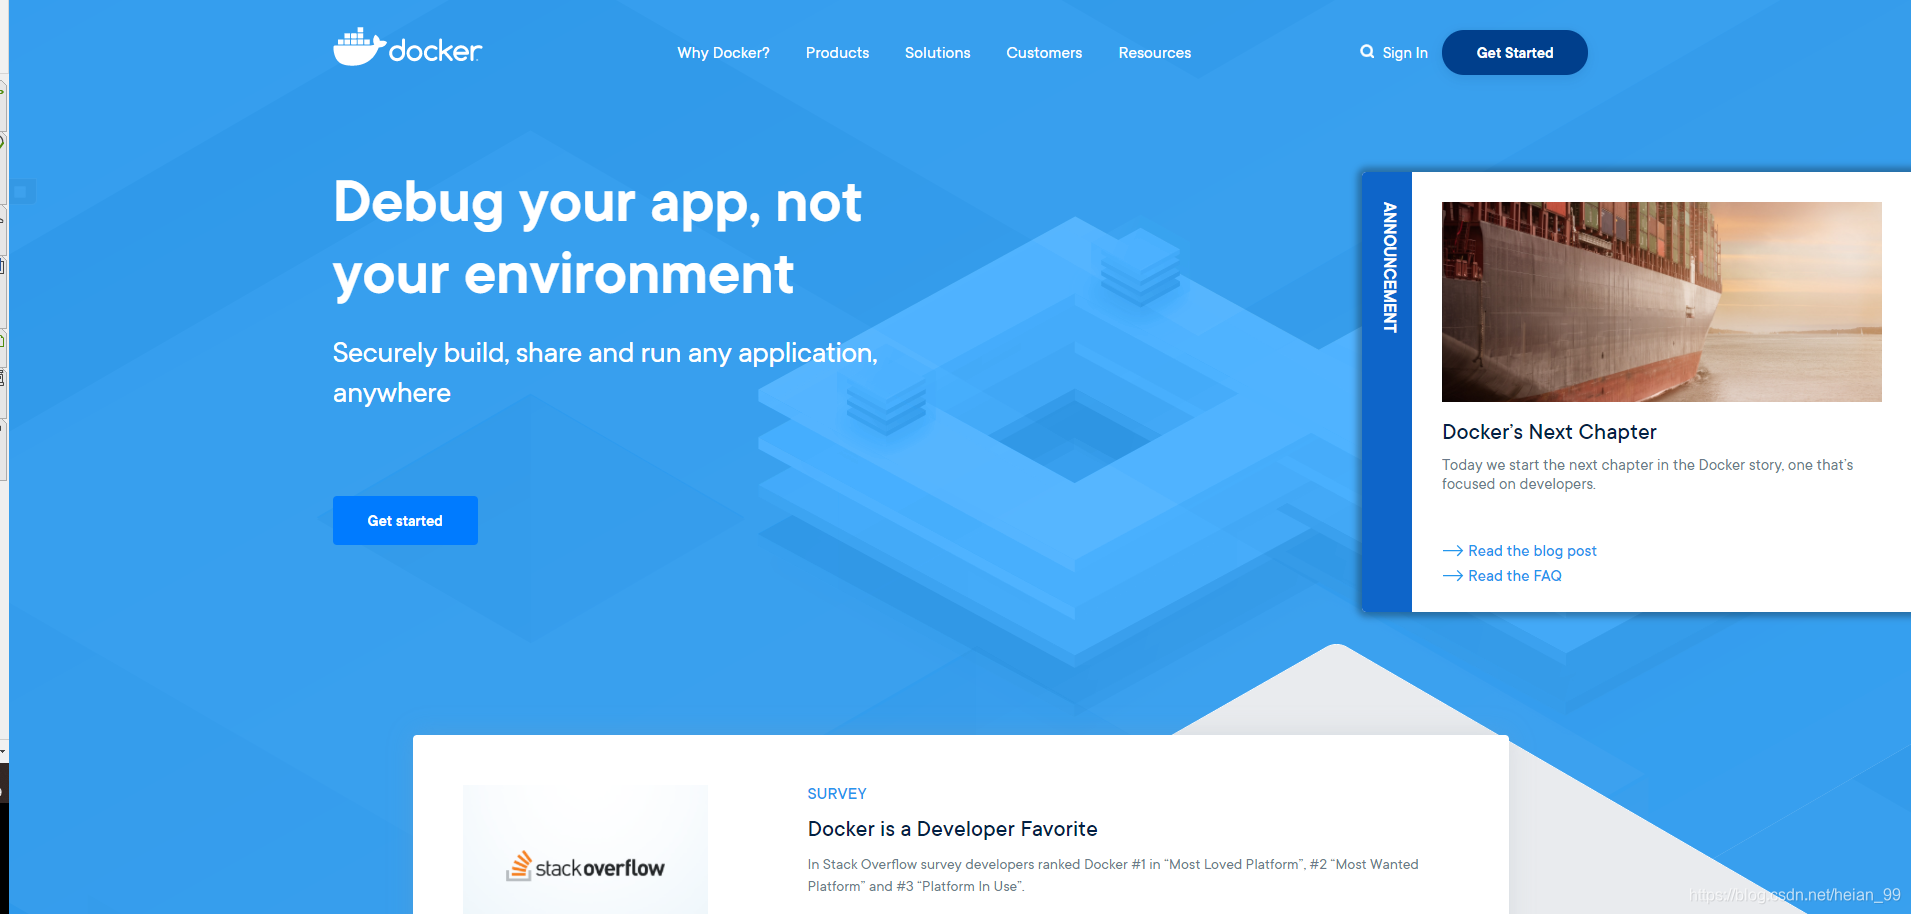 docker
Why Docker?
Products
Solutions
Customers
Resources
Sign In
Get Started
Debug your app, not
your environment
Securely build, share and run any application,
anywhere
Get started
ANNOUNCEMENT
Docker’s Next Chapter
Today we start the next chapter in the Docker story, one that’s
focused on developers.
Read the blog post
Read the FAQ
stackoverflow
SURVEY
Docker is a Developer Favorite
In Stack Overflow survey developers ranked Docker #1 in “Most Loved Platform”, #2 “Most Wanted
Platform” and #3 “Platform In Use”.
https://blog.csdn.net/heian_99